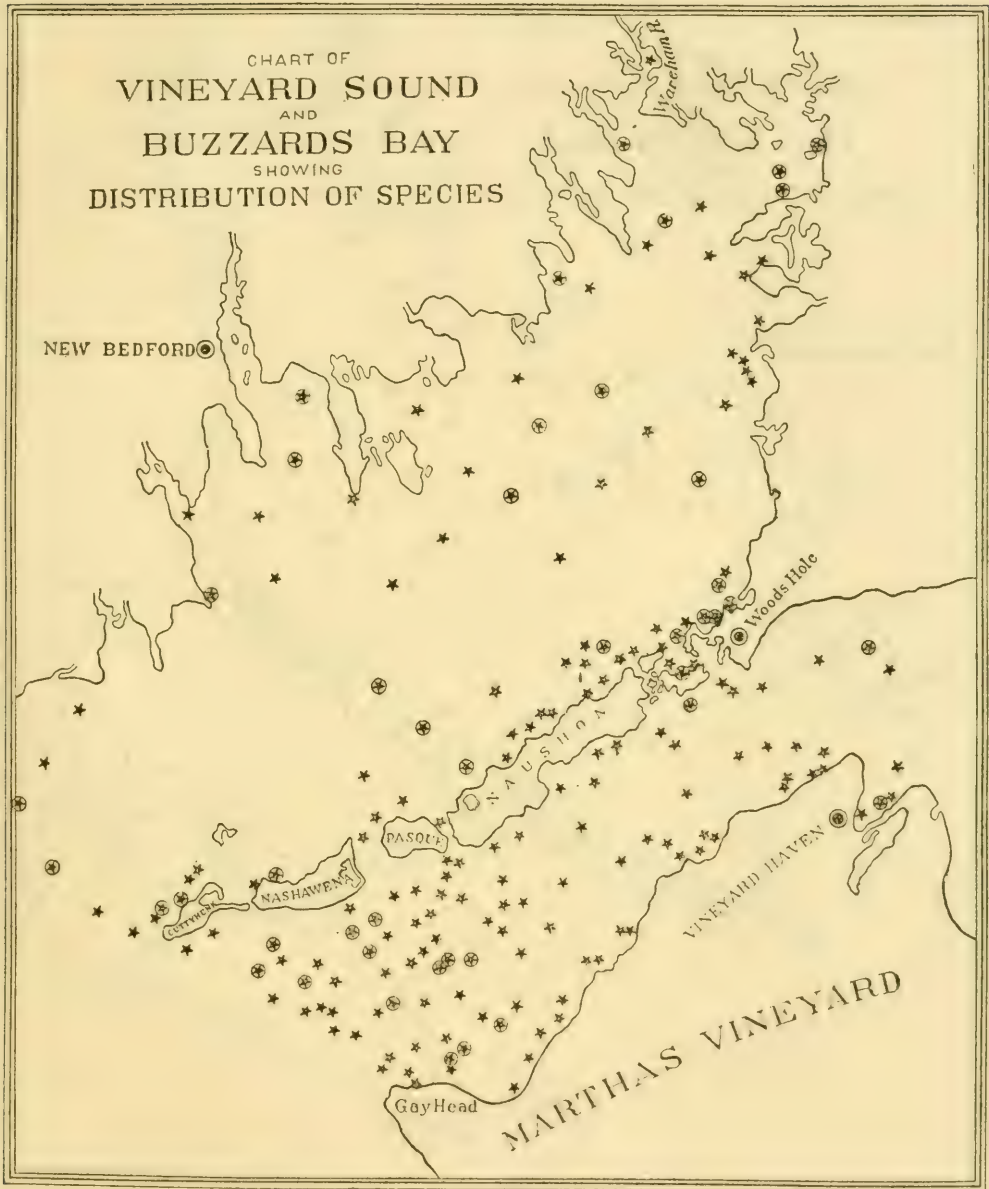 CHART OF
VINEYARD SOUND
AND
BUZZARDS BAY
SHOWING
DISTRIBUTION OF SPECIES
Wareham R.
NEW BEDFORD
Woods Hole
NAUSHOA
PASQUE
NASHAWENA
CUTTYHUNK
VINEYARD HAVEN
MARTHAS VINEYARD
Gay Head